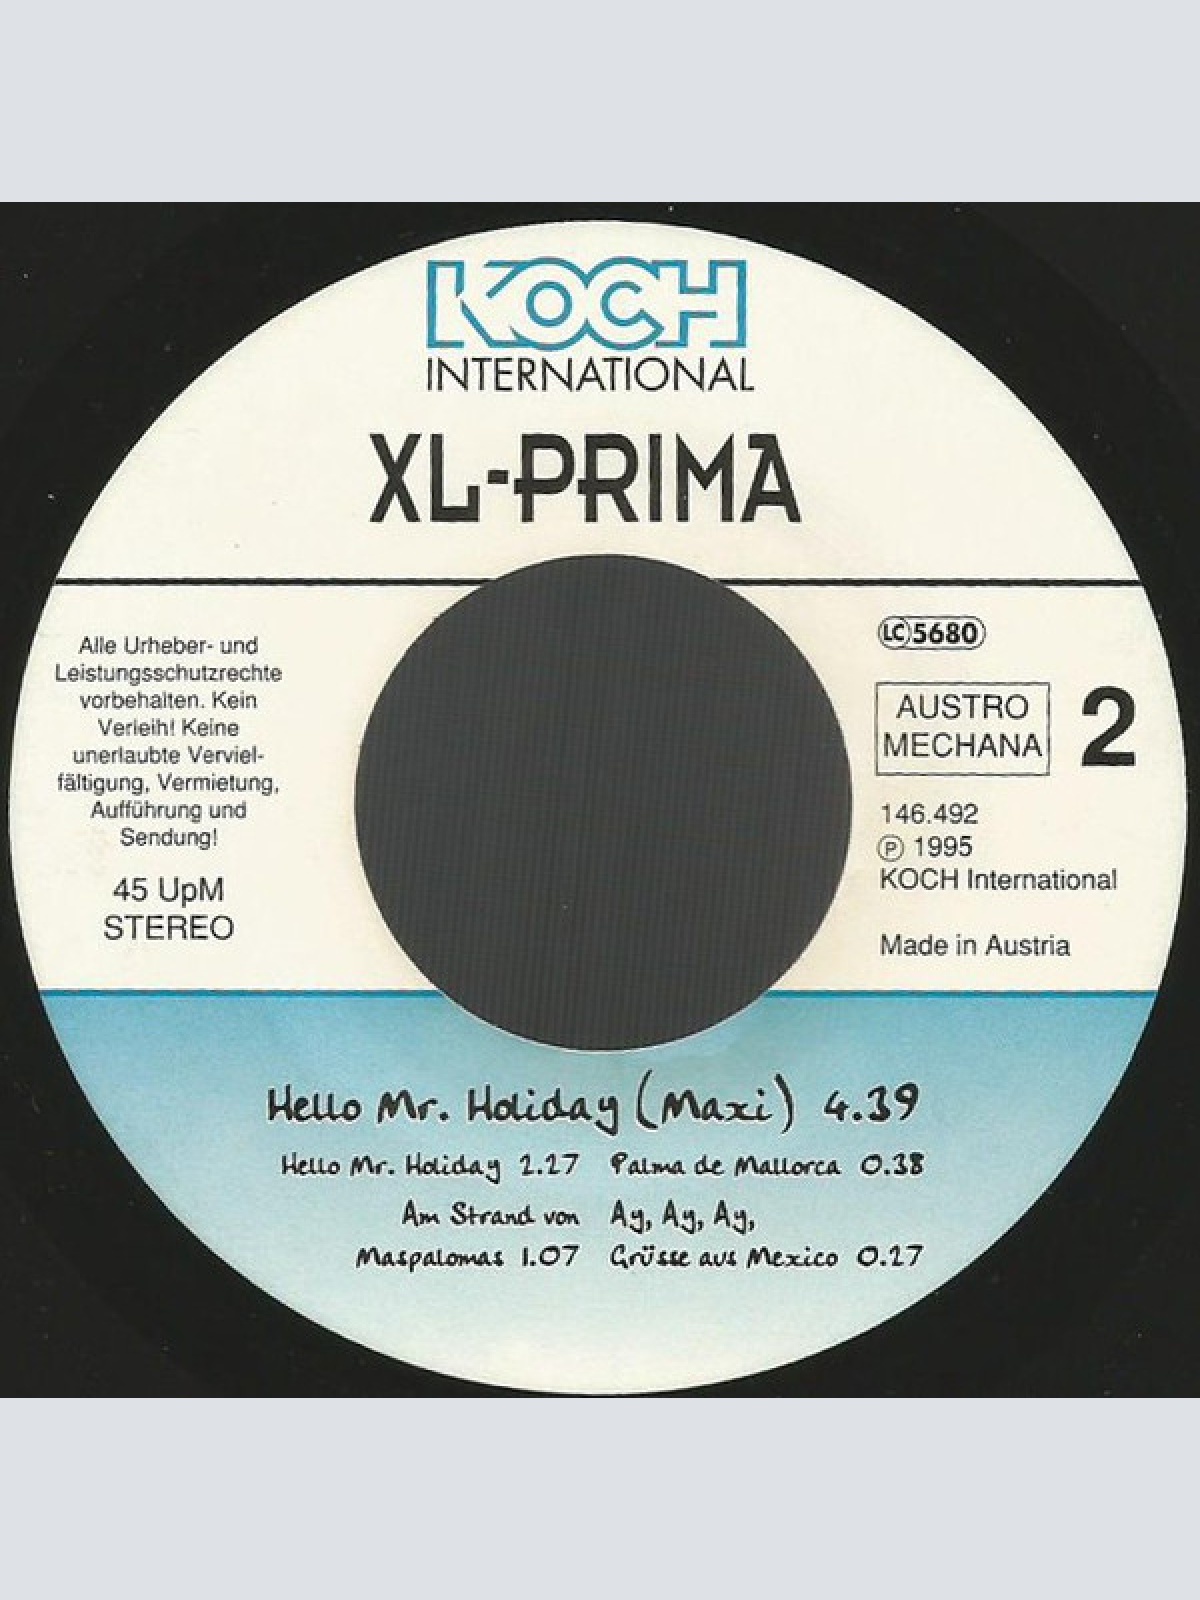 KOCH
INTERNATIONAL
XL-PRIMA
Alle Urheber- und
Leistungsschutzrechte
vorbehalten. Kein
Verleih! Keine
unerlaubte Verviel-
fältigung, Vermietung,
Aufführung und
Sendung!
45 UpM
STEREO
LC 5680
AUSTRO
MECHANA
2
146.492
℗ 1995
KOCH International
Made in Austria
Hello Mr. Holiday (Maxi) 4.39
Hello Mr. Holiday 2.27 Palma de Mallorca 0.38
Am Strand von Ay, Ay, Ay,
Maspalomas 1.07 Grüsse aus Mexico 0.27